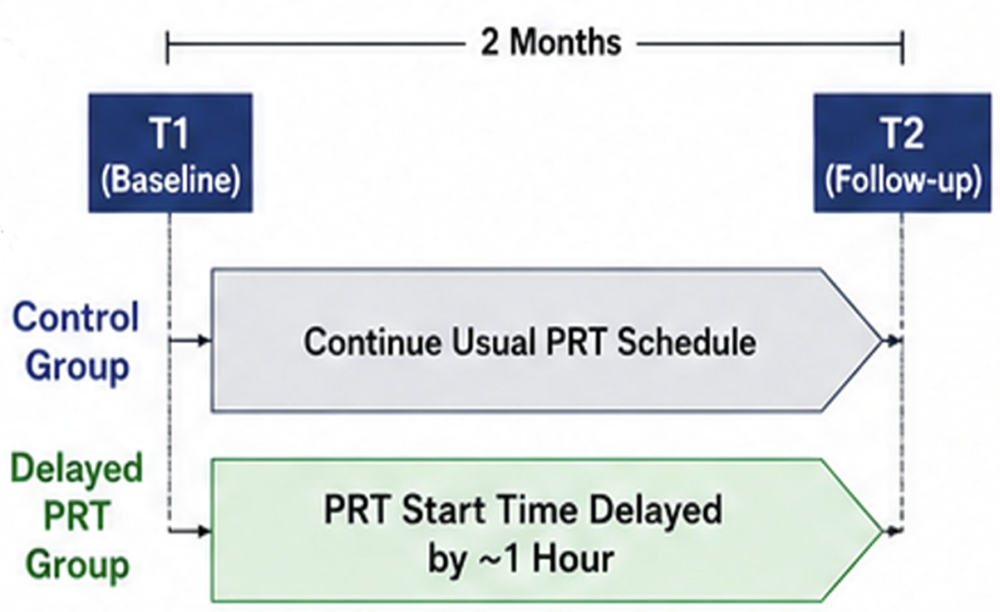 2 Months
T1
(Baseline)
T2
(Follow-up)
Control
Group
Continue Usual PRT Schedule
Delayed
PRT
Group
PRT Start Time Delayed
by ~1 Hour